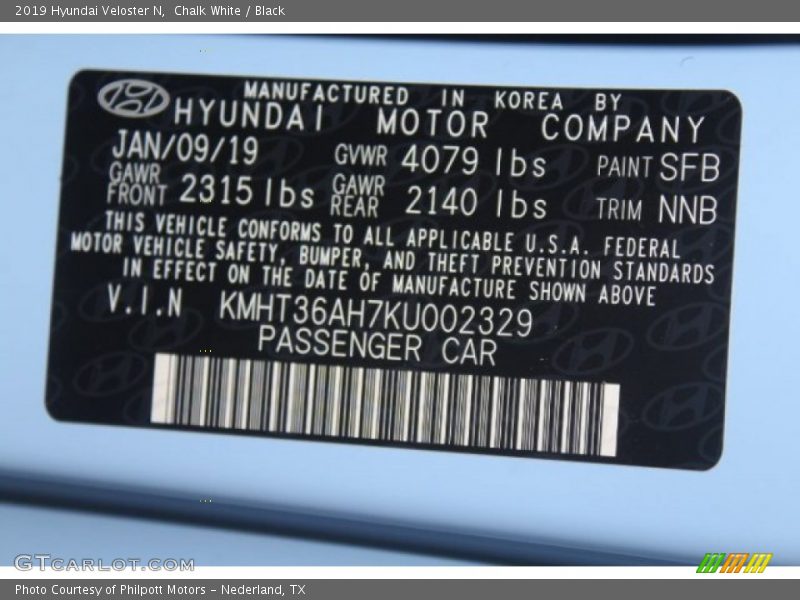 2019 Hyundai Veloster N,  Chalk White / Black
MANUFACTURED IN KOREA BY
HYUNDAI MOTOR COMPANY
JAN/09/19 GVWR 4079 lbs PAINT SFB
GAWR FRONT 2315 lbs GAWR REAR 2140 lbs TRIM NNB
THIS VEHICLE CONFORMS TO ALL APPLICABLE U.S.A. FEDERAL
MOTOR VEHICLE SAFETY, BUMPER, AND THEFT PREVENTION STANDARDS
IN EFFECT ON THE DATE OF MANUFACTURE SHOWN ABOVE
V.I.N KMHT36AH7KU002329
PASSENGER CAR
GTCARLOT.COM
Photo Courtesy of Philpott Motors - Nederland, TX